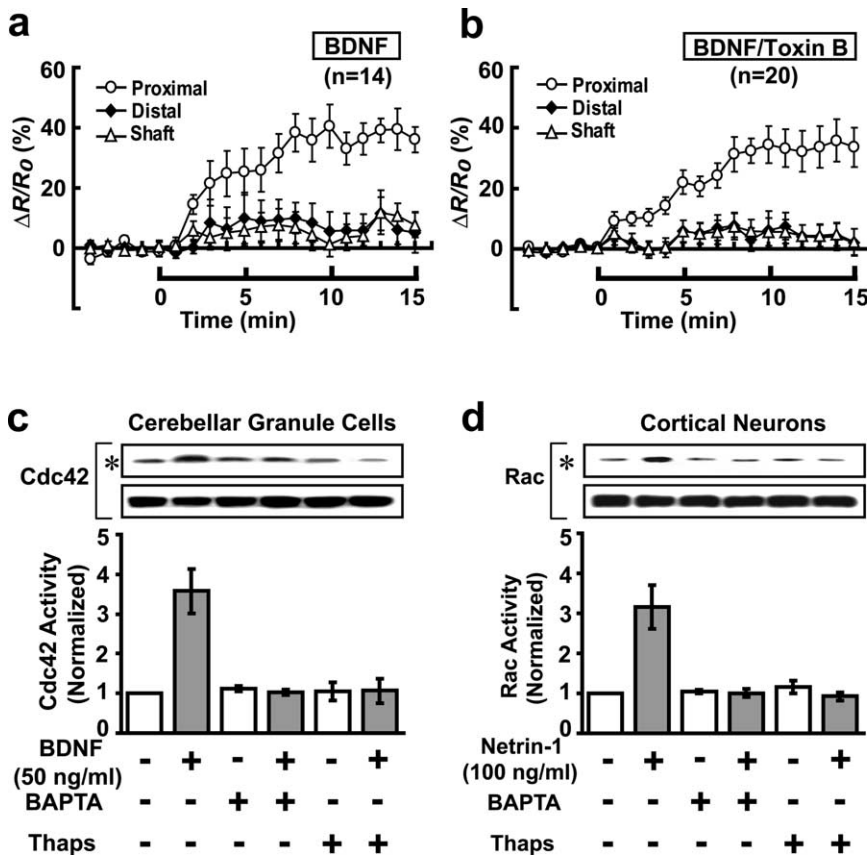 a
BDNF
(n=14)
Proximal
Distal
Shaft
ΔR/Ro (%)
60
40
20
0
0 5 10 15
Time (min)
b
BDNF/Toxin B
(n=20)
Proximal
Distal
Shaft
ΔR/Ro (%)
60
40
20
0
0 5 10 15
Time (min)
c
Cerebellar Granule Cells
Cdc42
*
Cdc42 Activity
(Normalized)
5
4
3
2
1
0
BDNF
(50 ng/ml)
- + - + - +
BAPTA
- - + + - -
Thaps
- - - - + +
d
Cortical Neurons
Rac
*
Rac Activity
(Normalized)
5
4
3
2
1
0
Netrin-1
(100 ng/ml)
- + - + - +
BAPTA
- - + + - -
Thaps
- - - - + +